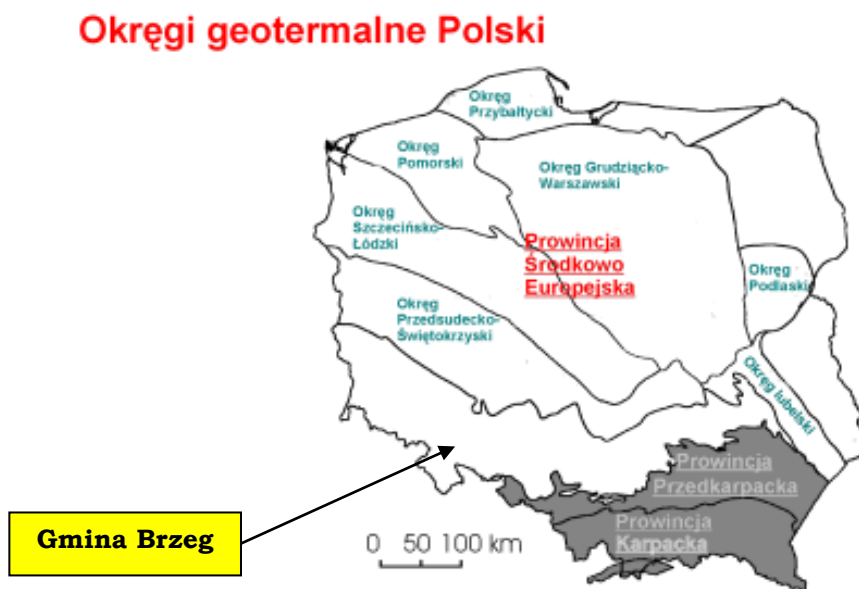 Okręgi geotermalne Polski
Okręg
Przybałtycki
Okręg
Pomorski
Okręg Grudziącko-
Warszawski
Okręg
Szczecińsko-
Łódzki
Prowincja
Środkowo
Europejska
Okręg
Podlaski
Okręg
Przedsudecko-
Świętokrzyski
Okręg lubelski
Prowincja
Przedkarpacka
Prowincja
Karpacka
Gmina Brzeg
0 50 100 km